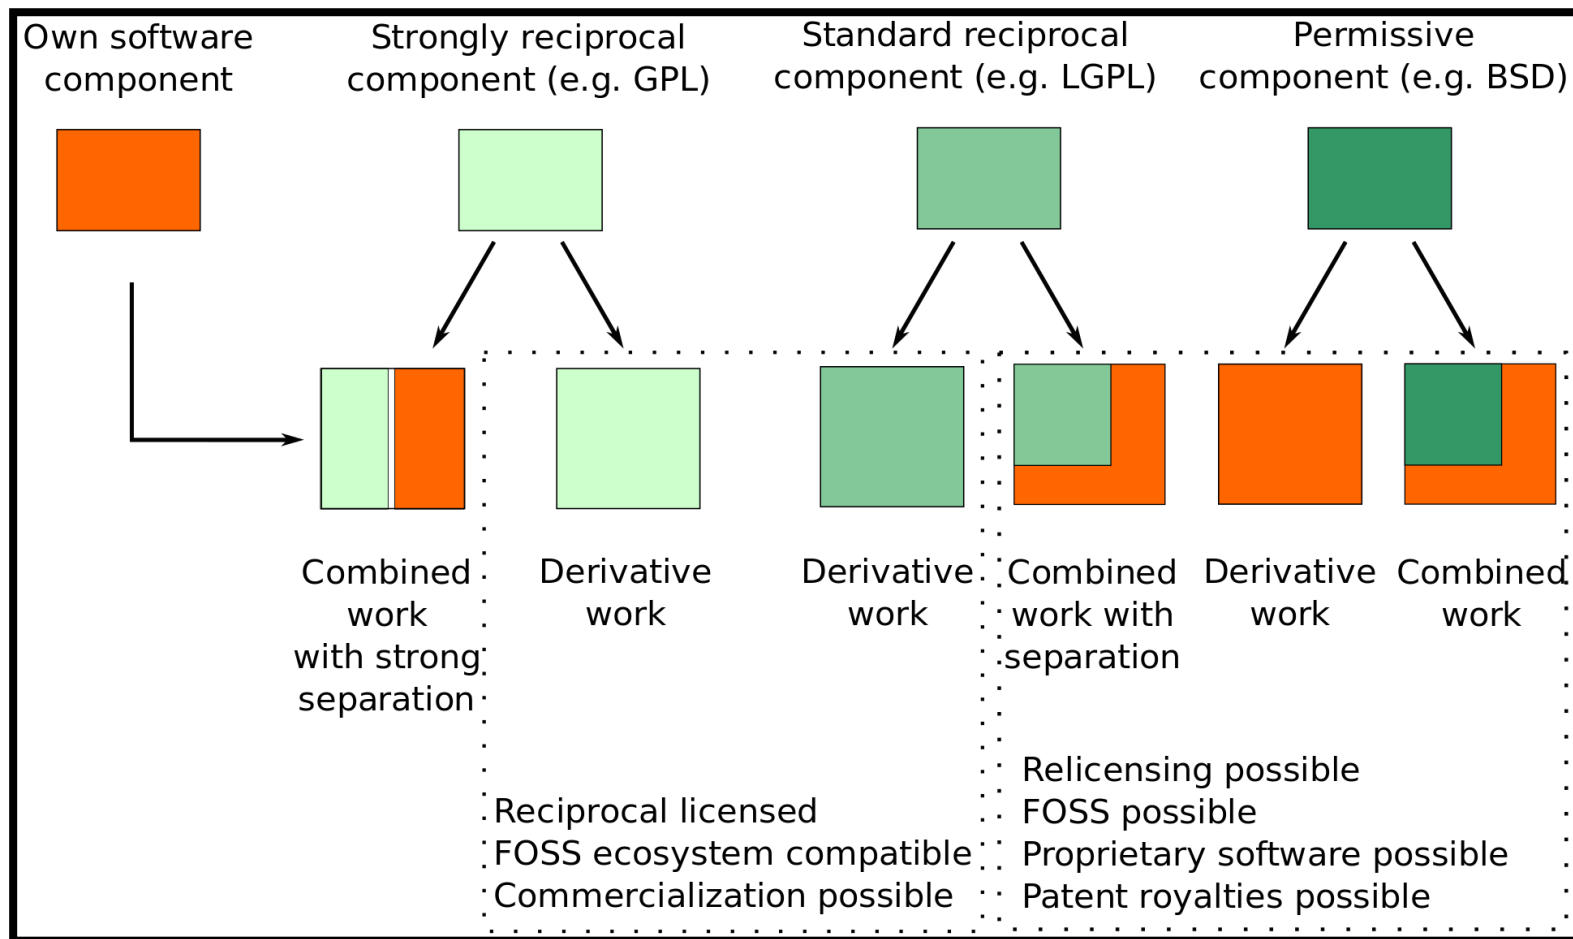 Own software
component
Strongly reciprocal
component (e.g. GPL)
Standard reciprocal
component (e.g. LGPL)
Permissive
component (e.g. BSD)
Combined
work
with strong
separation
Derivative
work
Derivative
work
Combined
work with
separation
Derivative
work
Combined
work
Reciprocal licensed
FOSS ecosystem compatible
Commercialization possible
Relicensing possible
FOSS possible
Proprietary software possible
Patent royalties possible